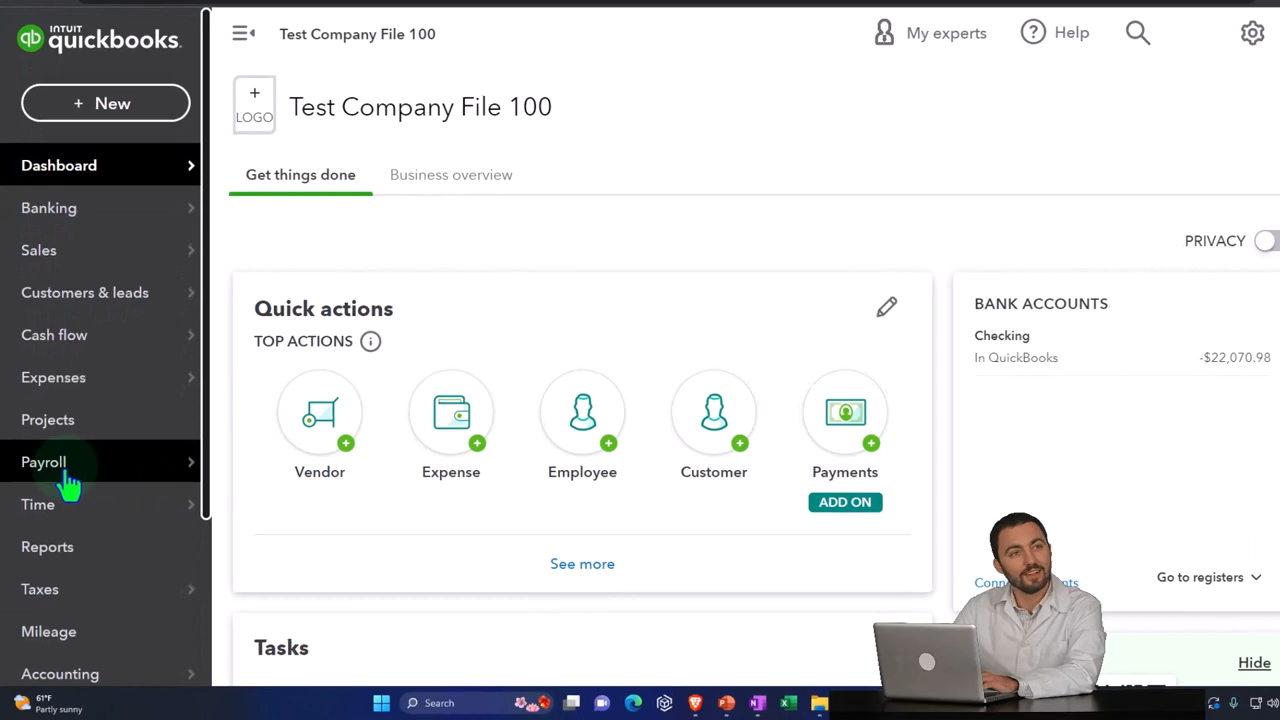 INTUIT
quickbooks.
Test Company File 100
My experts
Help
+ New
+
LOGO
Test Company File 100
Dashboard
Get things done
Business overview
Banking
PRIVACY
Sales
Customers & leads
Quick actions
BANK ACCOUNTS
TOP ACTIONS
Checking
Cash flow
In QuickBooks
-$22,070.98
Expenses
Projects
Payroll
Vendor
Expense
Employee
Customer
Payments
ADD ON
Time
Reports
See more
Go to registers
Taxes
Mileage
Tasks
Hide
Accounting
61°F
Partly sunny
Search